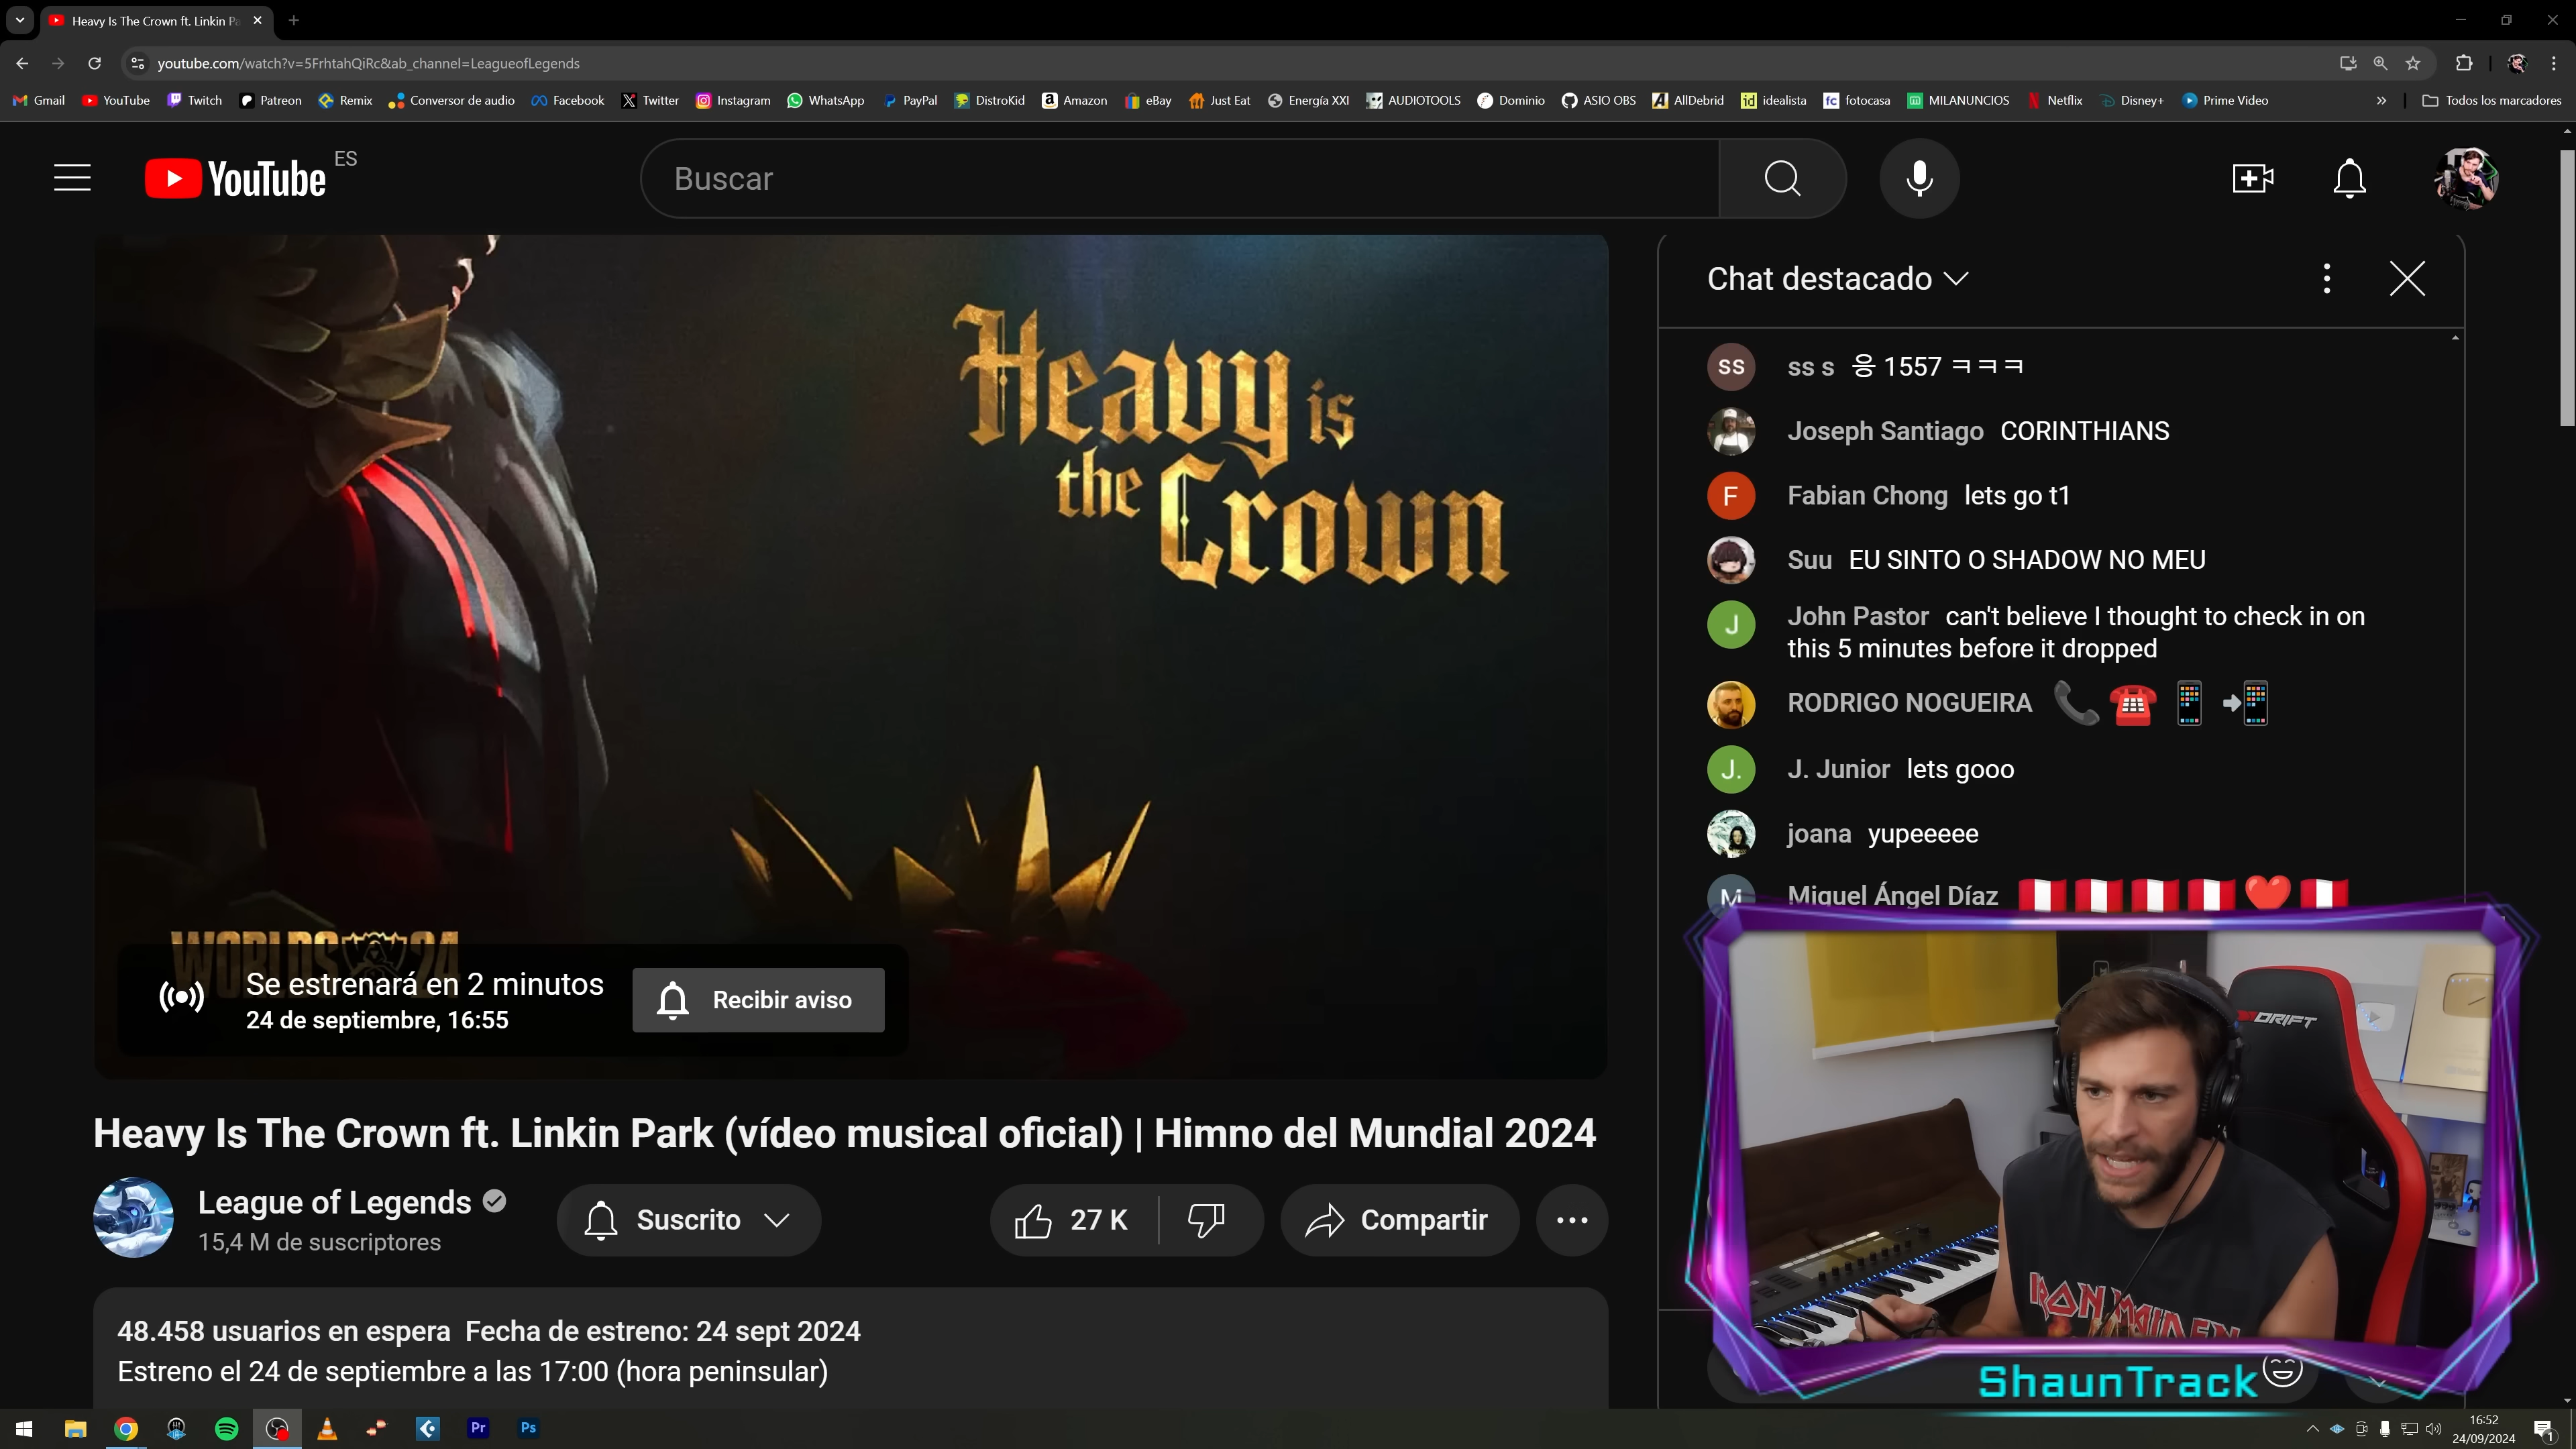 Heavy Is The Crown ft. Linkin Pa
youtube.com/watch?v=5FrhtahQiRc&ab_channel=LeagueofLegends
Gmail YouTube Twitch Patreon Remix Conversor de audio Facebook Twitter Instagram WhatsApp PayPal DistroKid Amazon eBay Just Eat Energía XXI AUDIOTOOLS Dominio ASIO OBS AllDebrid idealista fotocasa MILANUNCIOS Netflix Disney+ Prime Video » Todos los marcadores
YouTube ES
Buscar
Heavy is
the Crown
WORLDS 24
Se estrenará en 2 minutos
24 de septiembre, 16:55
Recibir aviso
Heavy Is The Crown ft. Linkin Park (vídeo musical oficial) | Himno del Mundial 2024
League of Legends
15,4 M de suscriptores
Suscrito
27 K
Compartir
48.458 usuarios en espera Fecha de estreno: 24 sept 2024
Estreno el 24 de septiembre a las 17:00 (hora peninsular)
Chat destacado
ss s 응 1557 ㅋㅋㅋ
Joseph Santiago CORINTHIANS
F Fabian Chong lets go t1
Suu EU SINTO O SHADOW NO MEU
J John Pastor can't believe I thought to check in on
this 5 minutes before it dropped
RODRIGO NOGUEIRA
J. J. Junior lets gooo
joana yupeeeee
M Miguel Ángel Díaz
DRIFT
IRON MAIDEN
ShaunTrack
Pr Ps
16:52
24/09/2024
1